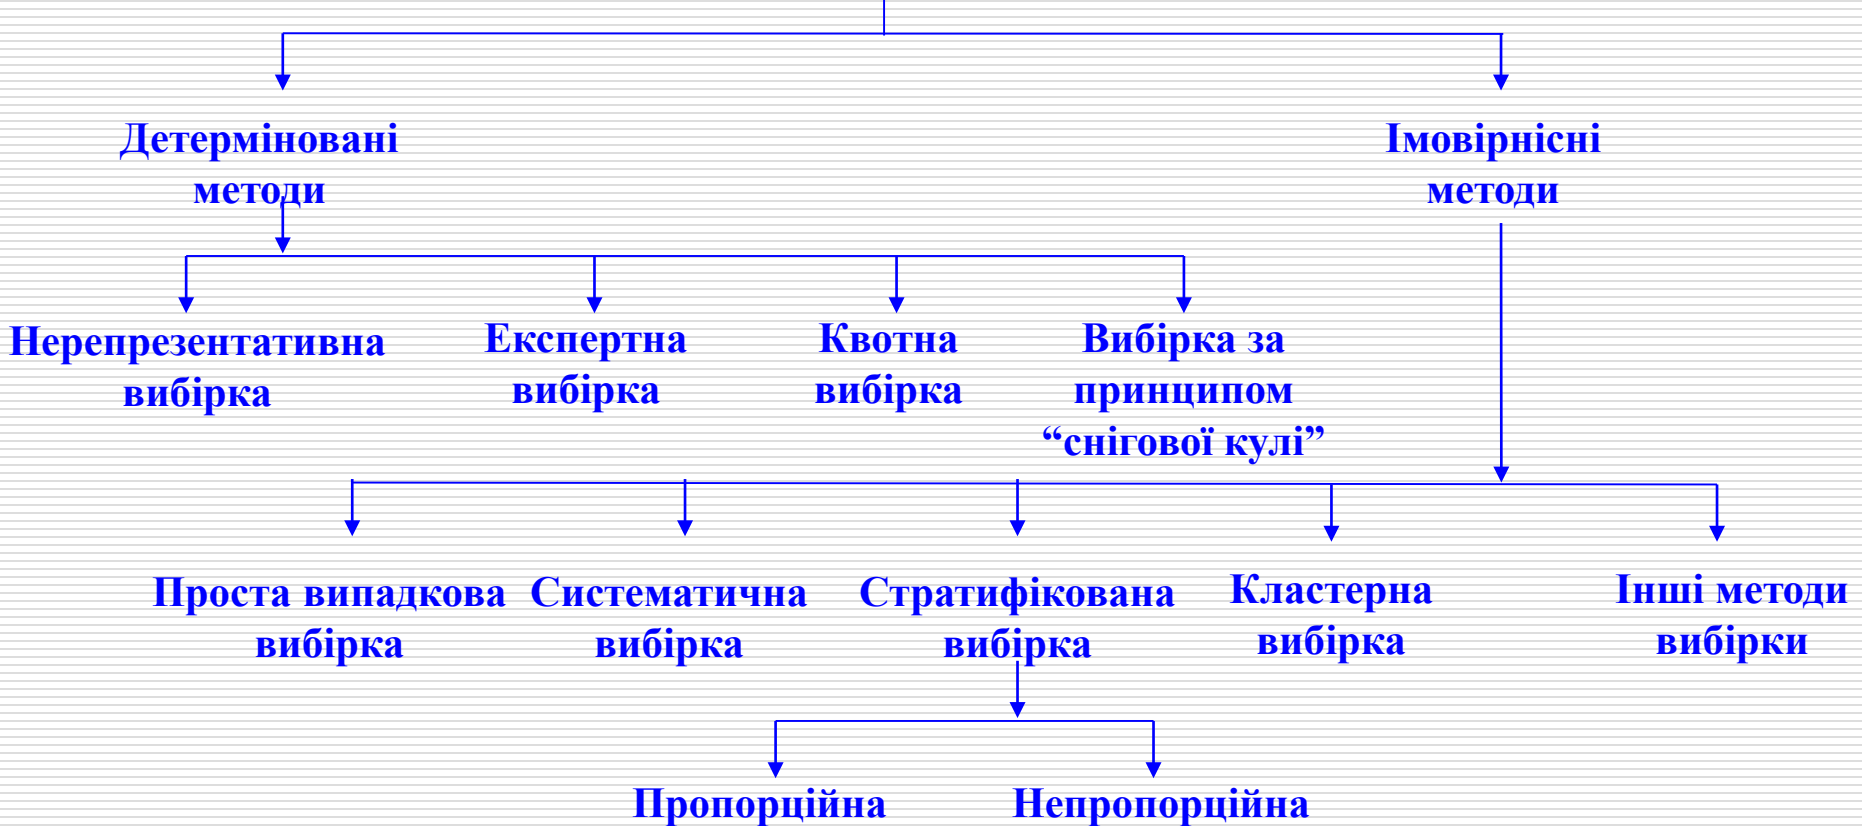 Детерміновані
методи
Імовірнісні
методи
Нерепрезентативна
вибірка
Експертна
вибірка
Квотна
вибірка
Вибірка за
принципом
“снігової кулі”
Проста випадкова
вибірка
Систематична
вибірка
Стратифікована
вибірка
Кластерна
вибірка
Інші методи
вибірки
Пропорційна
Непропорційна